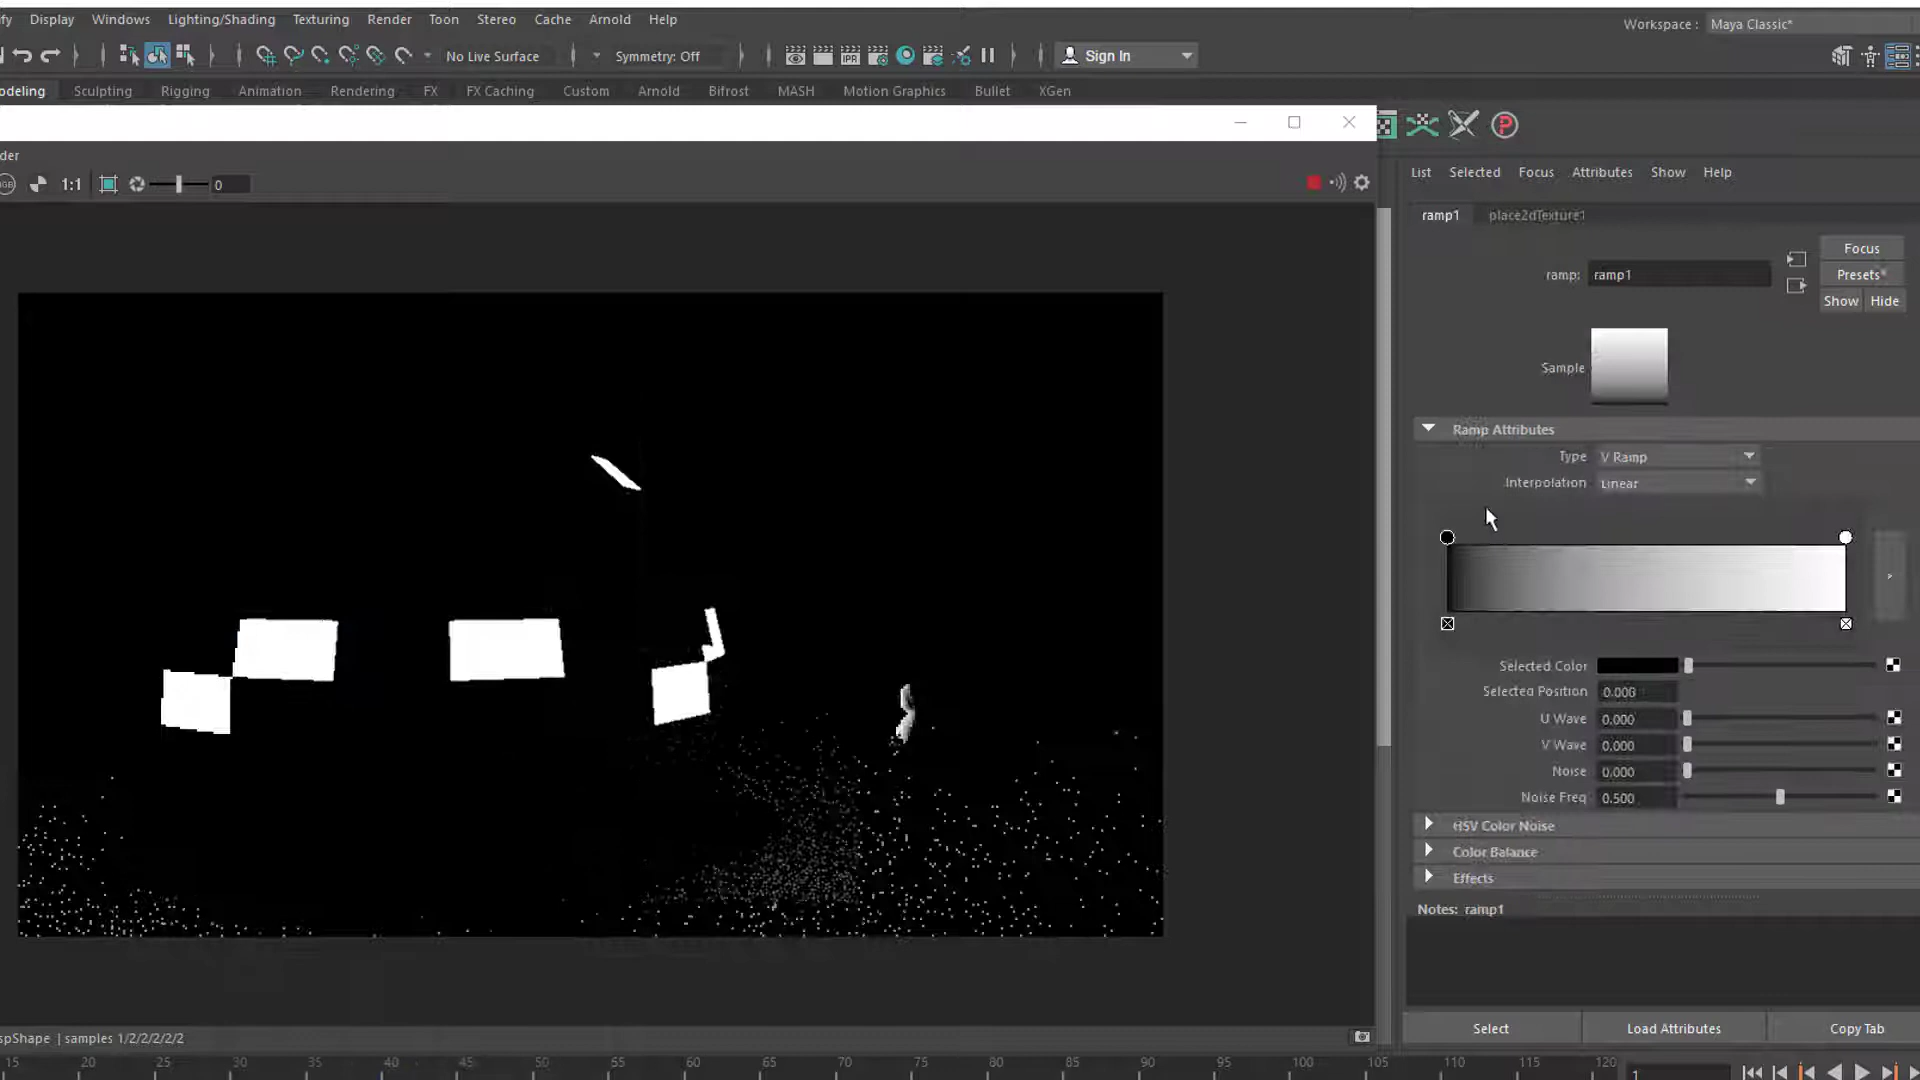 fy Display Windows Lighting/Shading Texturing Render Toon Stereo Cache Arnold Help
Workspace : Maya Classic*
No Live Surface Symmetry: Off Sign In
odeling Sculpting Rigging Animation Rendering FX FX Caching Custom Arnold Bifrost MASH Motion Graphics Bullet XGen
der
1:1 0
List Selected Focus Attributes Show Help
ramp1 place2dTexture1
Focus
ramp: ramp1
Presets*
Show Hide
Sample
Ramp Attributes
Type V Ramp
Interpolation Linear
>
Selected Color
Selected Position 0.000
U Wave 0.000
V Wave 0.000
Noise 0.000
Noise Freq 0.500
HSV Color Noise
Color Balance
Effects
Notes: ramp1
Select Load Attributes Copy Tab
spShape | samples 1/2/2/2/2/2
15 20 25 30 35 40 45 50 55 60 65 70 75 80 85 90 95 100 105 110 115 120
1